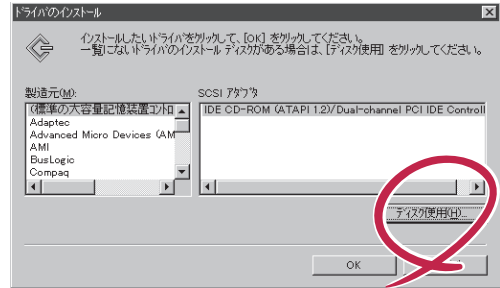 ドライバのインストール
インストールしたいドライバをクリックして、[OK] をクリックしてください。
一覧にないドライバのインストール ディスクがある場合は、[ディスク使用] をクリックしてください。
製造元(M):
SCSI アダプタ
(標準の大容量記憶装置コントロ
Adaptec
Advanced Micro Devices (AM
AMI
BusLogic
Compaq
IDE CD-ROM (ATAPI 1.2)/Dual-channel PCI IDE Controll
ディスク使用(H)...
OK